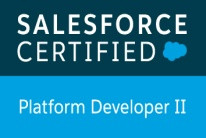 SALESFORCE
CERTIFIED
Platform Developer II